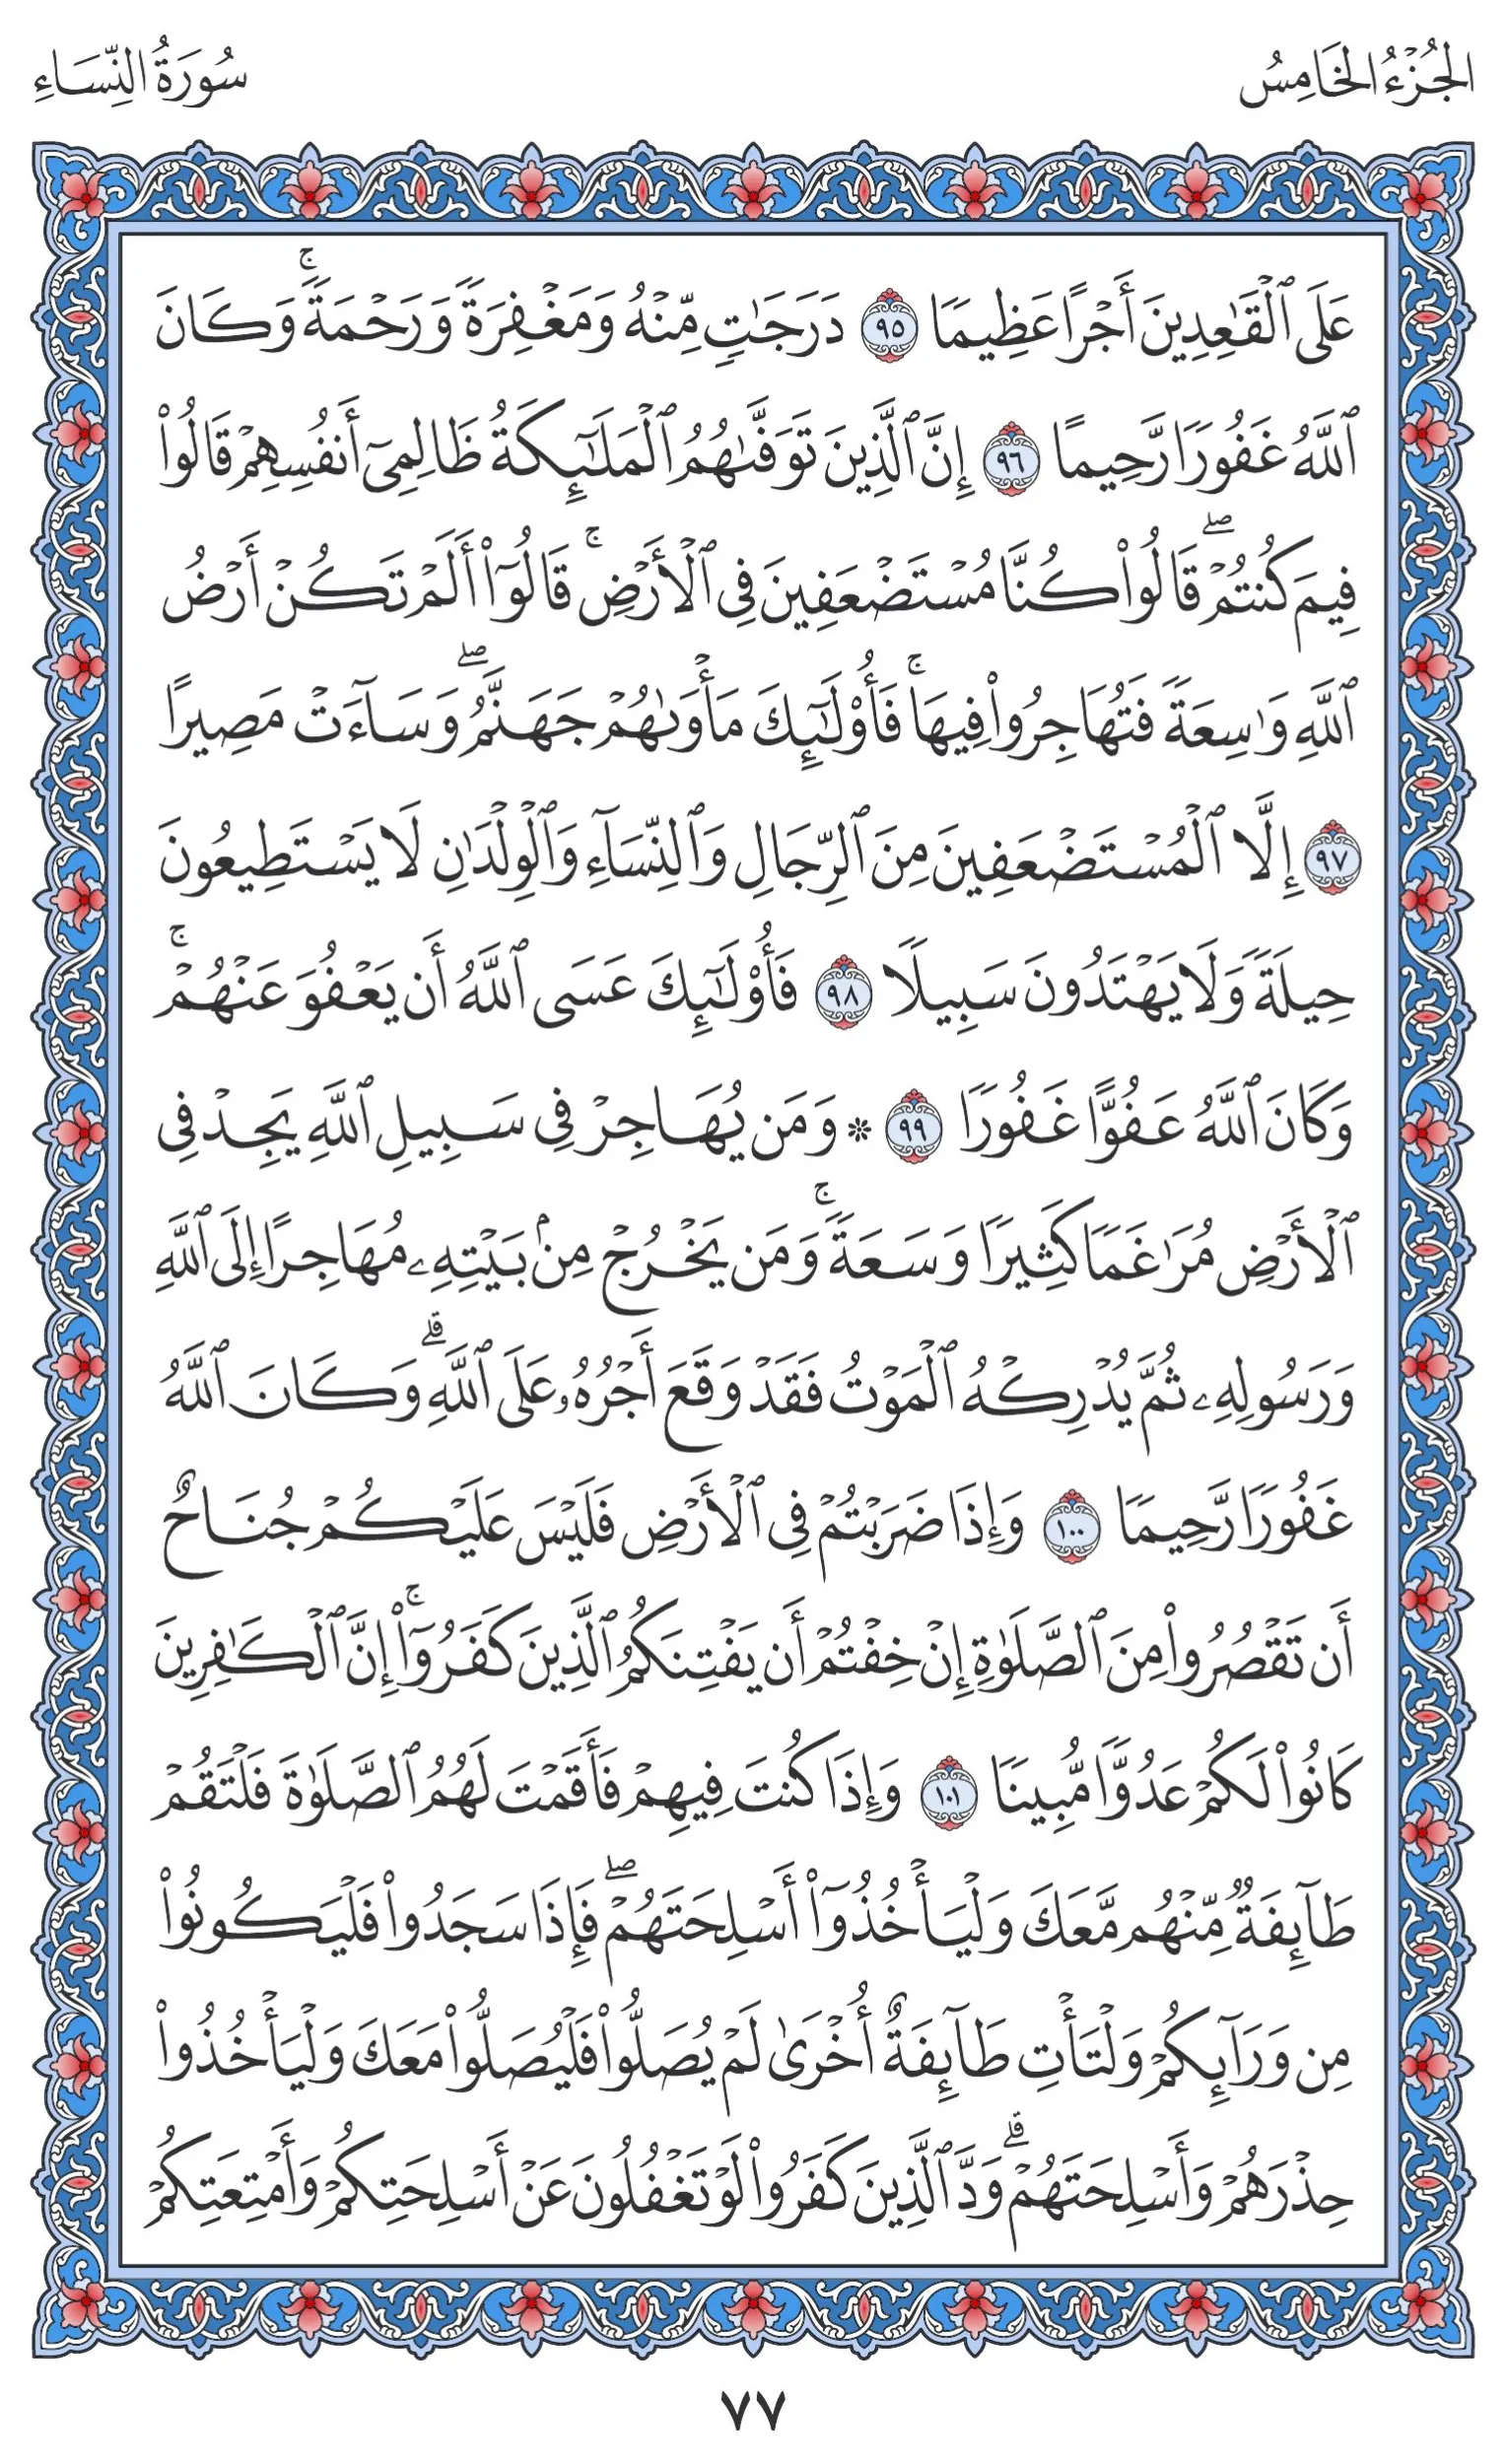 الجُزْءُ الخَامِسُ
سُورَةُ النِّسَاءِ
عَلَى ٱلْقَٰعِدِينَ أَجْرًا عَظِيمًا ٩٥ دَرَجَٰتٍ مِّنْهُ وَمَغْفِرَةً وَرَحْمَةً ۚ وَكَانَ
ٱللَّهُ غَفُورًا رَّحِيمًا ٩٦ إِنَّ ٱلَّذِينَ تَوَفَّىٰهُمُ ٱلْمَلَٰٓئِكَةُ ظَالِمِىٓ أَنفُسِهِمْ قَالُوا۟
فِيمَ كُنتُمْ ۖ قَالُوا۟ كُنَّا مُسْتَضْعَفِينَ فِى ٱلْأَرْضِ ۚ قَالُوٓا۟ أَلَمْ تَكُنْ أَرْضُ
ٱللَّهِ وَٰسِعَةً فَتُهَاجِرُوا۟ فِيهَا ۚ فَأُو۟لَٰٓئِكَ مَأْوَىٰهُمْ جَهَنَّمُ ۖ وَسَآءَتْ مَصِيرًا
٩٧ إِلَّا ٱلْمُسْتَضْعَفِينَ مِنَ ٱلرِّجَالِ وَٱلنِّسَآءِ وَٱلْوِلْدَٰنِ لَا يَسْتَطِيعُونَ
حِيلَةً وَلَا يَهْتَدُونَ سَبِيلًا ٩٨ فَأُو۟لَٰٓئِكَ عَسَى ٱللَّهُ أَن يَعْفُوَ عَنْهُمْ ۚ
وَكَانَ ٱللَّهُ عَفُوًّا غَفُورًا ٩٩ ۞ وَمَن يُهَاجِرْ فِى سَبِيلِ ٱللَّهِ يَجِدْ فِى
ٱلْأَرْضِ مُرَٰغَمًا كَثِيرًا وَسَعَةً ۚ وَمَن يَخْرُجْ مِنۢ بَيْتِهِۦ مُهَاجِرًا إِلَى ٱللَّهِ
وَرَسُولِهِۦ ثُمَّ يُدْرِكْهُ ٱلْمَوْتُ فَقَدْ وَقَعَ أَجْرُهُۥ عَلَى ٱللَّهِ ۗ وَكَانَ ٱللَّهُ
غَفُورًا رَّحِيمًا ١٠٠ وَإِذَا ضَرَبْتُمْ فِى ٱلْأَرْضِ فَلَيْسَ عَلَيْكُمْ جُنَاحٌ
أَن تَقْصُرُوا۟ مِنَ ٱلصَّلَوٰةِ إِنْ خِفْتُمْ أَن يَفْتِنَكُمُ ٱلَّذِينَ كَفَرُوٓا۟ ۚ إِنَّ ٱلْكَٰفِرِينَ
كَانُوا۟ لَكُمْ عَدُوًّا مُّبِينًا ١٠١ وَإِذَا كُنتَ فِيهِمْ فَأَقَمْتَ لَهُمُ ٱلصَّلَوٰةَ فَلْتَقُمْ
طَآئِفَةٌ مِّنْهُم مَّعَكَ وَلْيَأْخُذُوٓا۟ أَسْلِحَتَهُمْ ۖ فَإِذَا سَجَدُوا۟ فَلْيَكُونُوا۟
مِن وَرَآئِكُمْ وَلْتَأْتِ طَآئِفَةٌ أُخْرَىٰ لَمْ يُصَلُّوا۟ فَلْيُصَلُّوا۟ مَعَكَ وَلْيَأْخُذُوا۟
حِذْرَهُمْ وَأَسْلِحَتَهُمْ ۗ وَدَّ ٱلَّذِينَ كَفَرُوا۟ لَوْ تَغْفُلُونَ عَنْ أَسْلِحَتِكُمْ وَأَمْتِعَتِكُمْ
٧٧